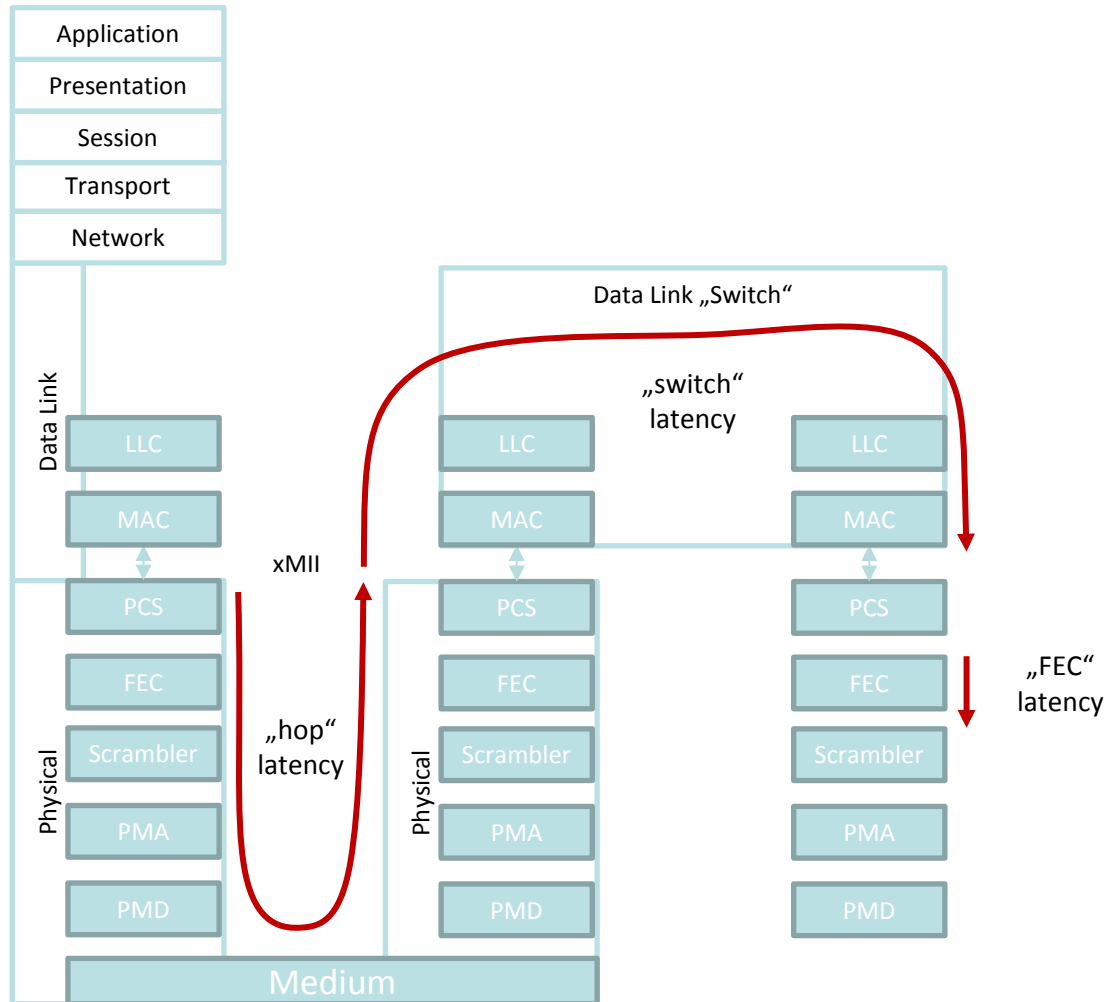 Application
Presentation
Session
Transport
Network
Data Link
LLC
MAC
PCS
FEC
Scrambler
PMA
PMD
Physical
xMII
„hop“
latency
Data Link „Switch“
„switch“
latency
LLC
MAC
PCS
FEC
Scrambler
PMA
PMD
Physical
LLC
MAC
PCS
FEC
Scrambler
PMA
PMD
„FEC“
latency
Medium